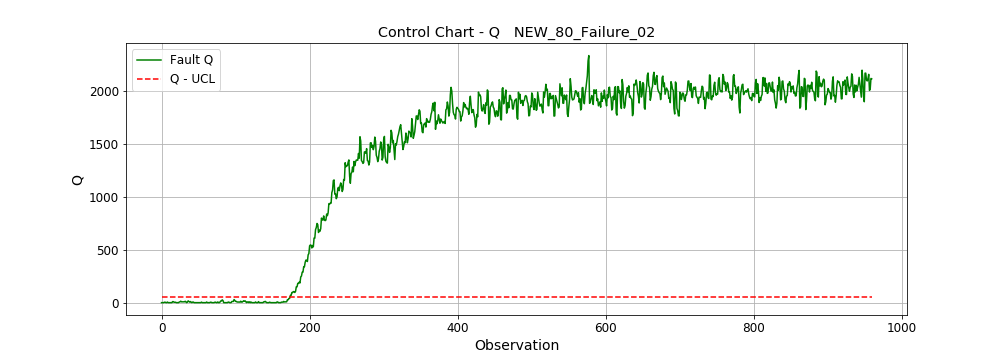 Control Chart - Q   NEW_80_Failure_02
Fault Q
Q - UCL
2000
1500
1000
500
0
Q
0 200 400 600 800 1000
Observation